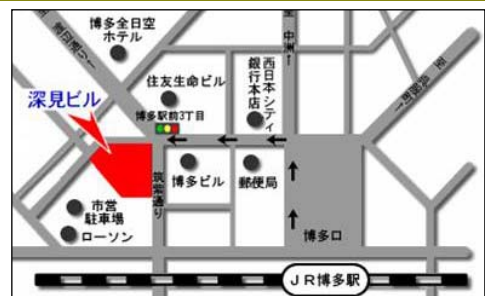 博多全日空
ホテル
住友生命ビル
西日本シティ
銀行本店
深見ビル
博多駅前3丁目
博多ビル
郵便局
筑紫通り
市営
駐車場
ローソン
博多口
JR博多駅